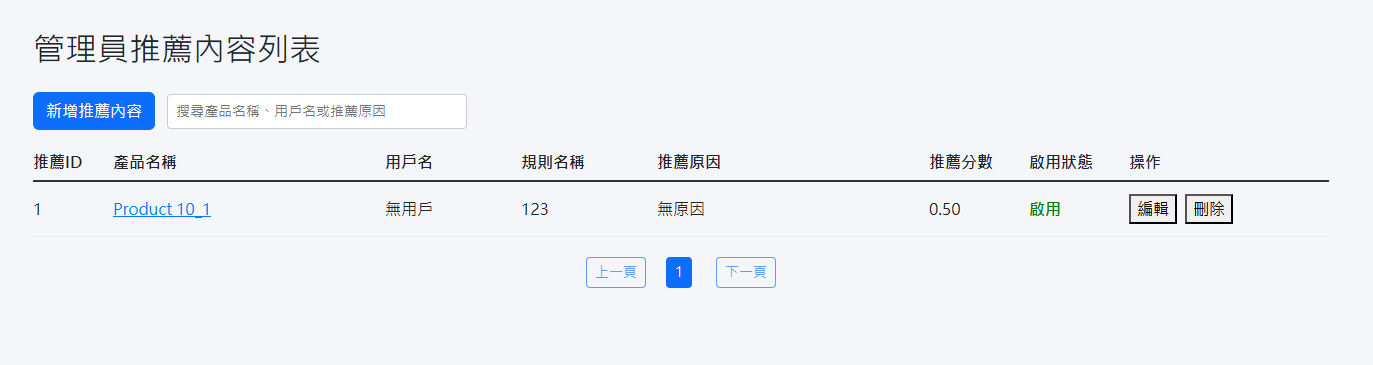 管理員推薦內容列表
新增推薦內容 搜尋產品名稱、用戶名或推薦原因
推薦ID 產品名稱 用戶名 規則名稱 推薦原因 推薦分數 啟用狀態 操作
1 Product 10_1 無用戶 123 無原因 0.50 啟用 編輯 刪除
上一頁 1 下一頁